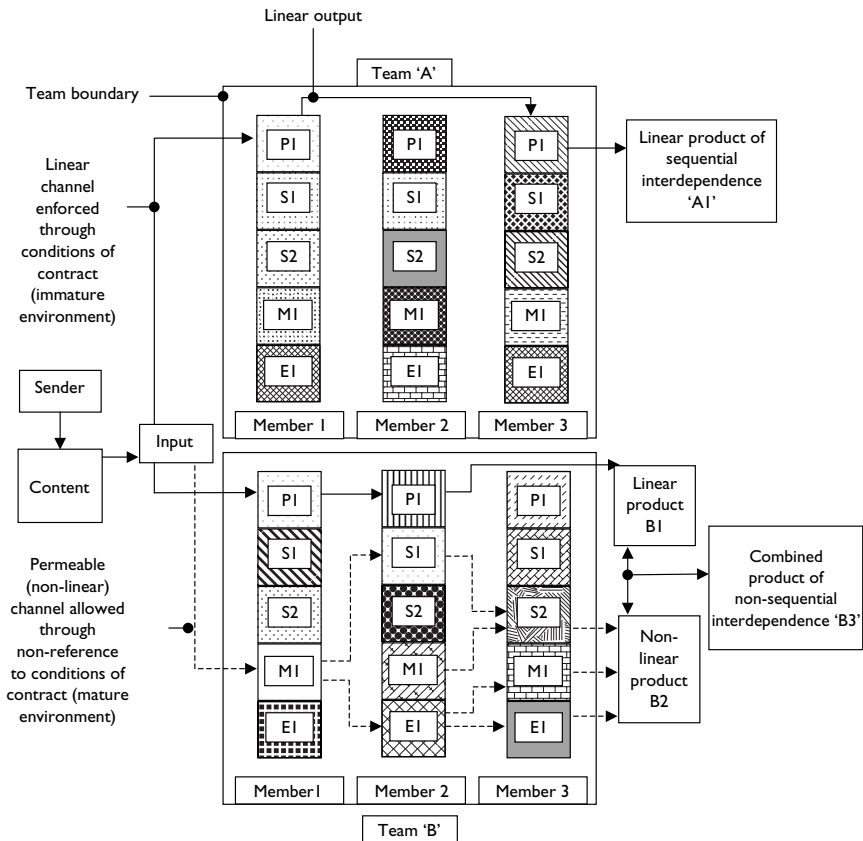 Linear output
Team ‘A’
Team boundary
Linear
channel
enforced
through
conditions of
contract
(immature
environment)
P1
S1
S2
M1
E1
Member 1
P1
S1
S2
M1
E1
Member 2
P1
S1
S2
M1
E1
Member 3
Linear product of
sequential
interdependence
‘A1’
Sender
Content
Input
Permeable
(non-linear)
channel allowed
through
non-reference
to conditions of
contract (mature
environment)
P1
S1
S2
M1
E1
Member1
P1
S1
S2
M1
E1
Member 2
P1
S1
S2
M1
E1
Member 3
Team ‘B’
Linear
product
B1
Non-
linear
product
B2
Combined
product of
non-sequential
interdependence ‘B3’